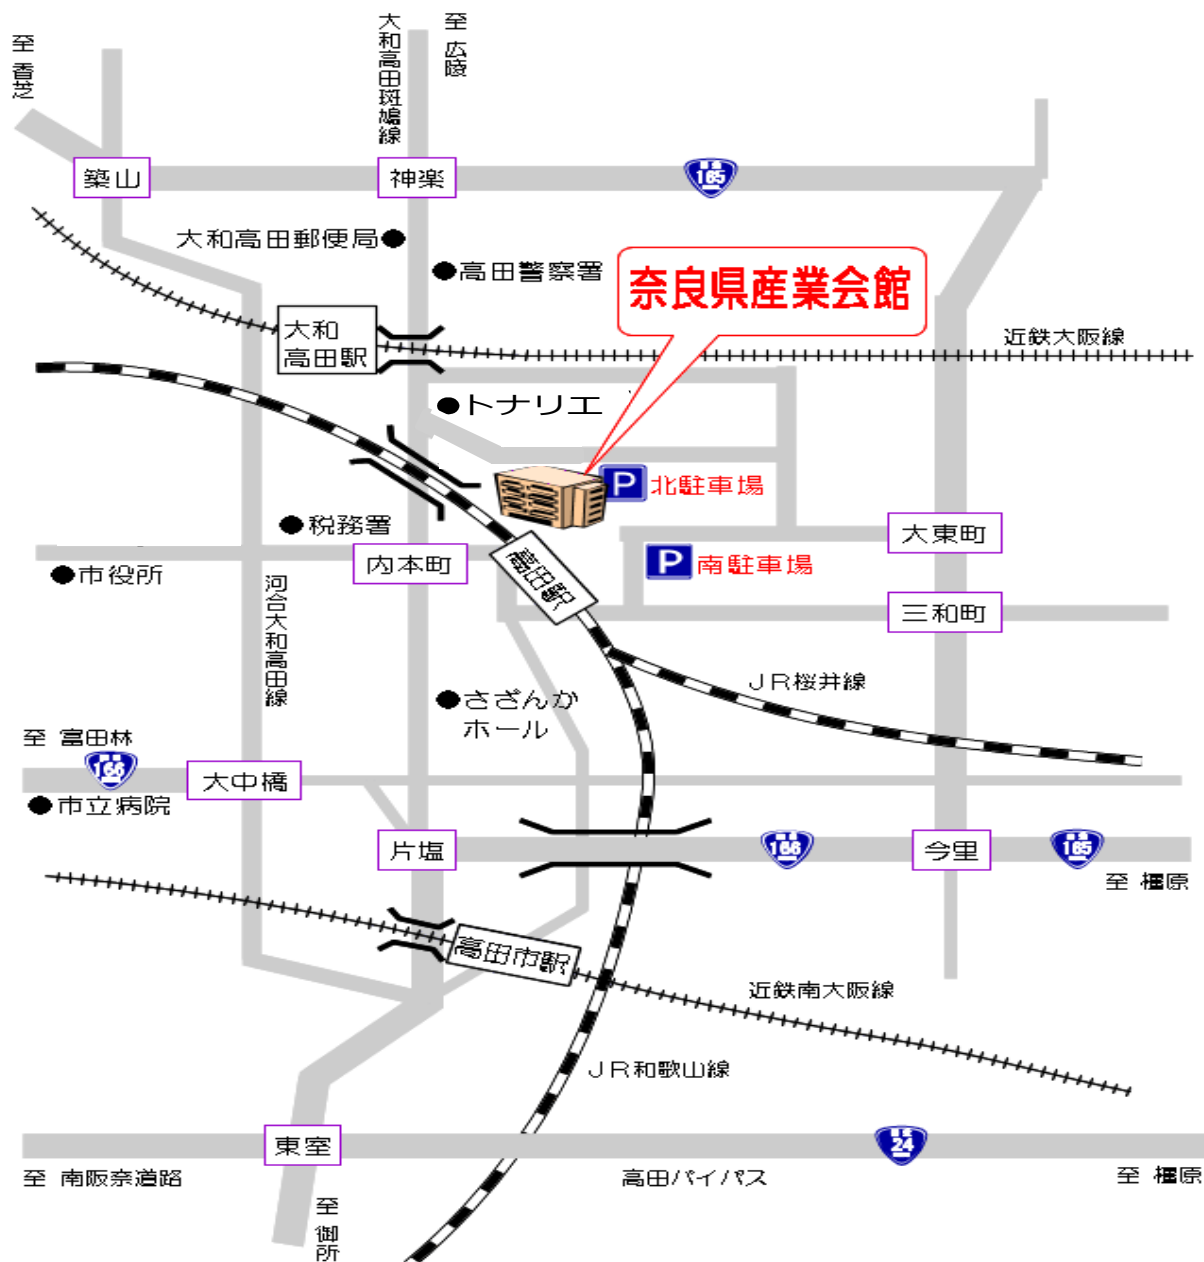 至 香芝
大和高田斑鳩線
至 広陵
築山
神楽
165
大和高田郵便局
高田警察署
奈良県産業会館
大和
高田駅
近鉄大阪線
トナリエ
P
北駐車場
税務署
大東町
市役所
内本町
高田駅
P
南駐車場
三和町
河合大和高田線
JR桜井線
さざんか
ホール
至 富田林
166
大中橋
市立病院
片塩
166
今里
165
至 橿原
高田市駅
近鉄南大阪線
JR和歌山線
東室
24
至 南阪奈道路
高田バイパス
至 橿原
至 御所